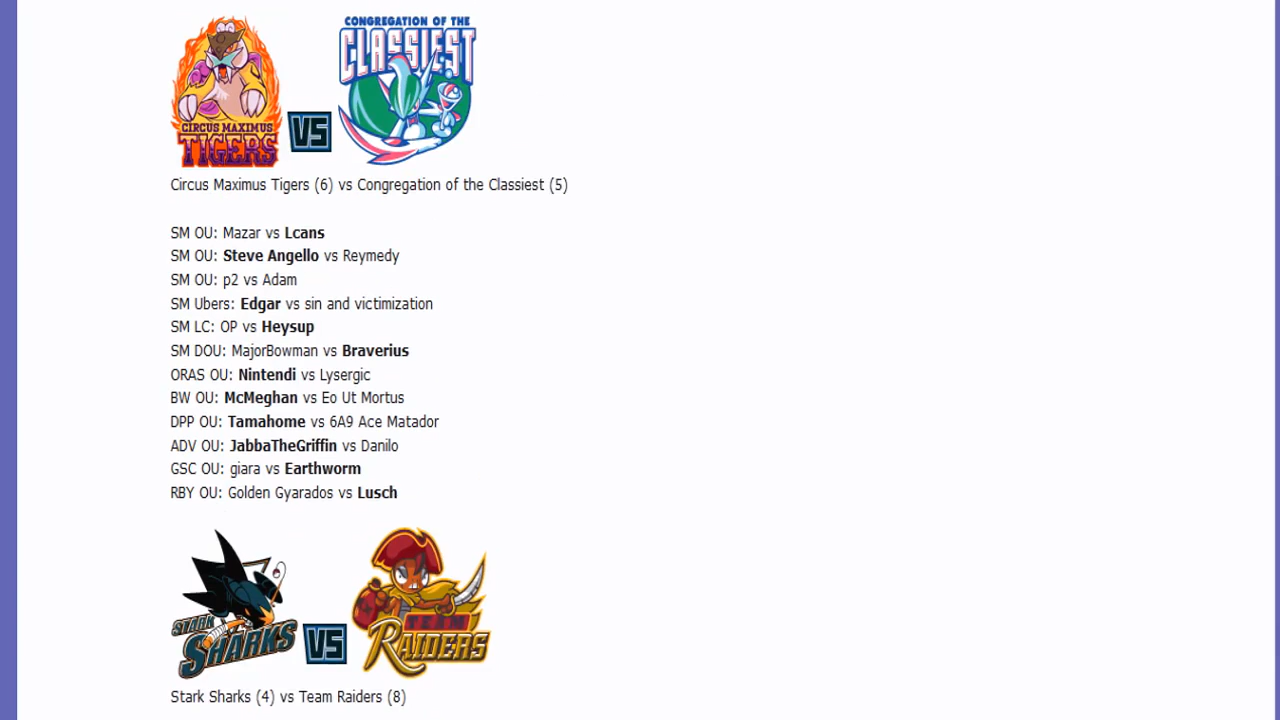 CIRCUS MAXIMUS
TIGERS
VS
CONGREGATION OF THE
CLASSIEST
Circus Maximus Tigers (6) vs Congregation of the Classiest (5)
SM OU: Mazar vs Lcans
SM OU: Steve Angello vs Reymedy
SM OU: p2 vs Adam
SM Ubers: Edgar vs sin and victimization
SM LC: OP vs Heysup
SM DOU: MajorBowman vs Braverius
ORAS OU: Nintendi vs Lysergic
BW OU: McMeghan vs Eo Ut Mortus
DPP OU: Tamahome vs 6A9 Ace Matador
ADV OU: JabbaTheGriffin vs Danilo
GSC OU: giara vs Earthworm
RBY OU: Golden Gyarados vs Lusch
STARK
SHARKS
VS
TEAM
RAIDERS
Stark Sharks (4) vs Team Raiders (8)